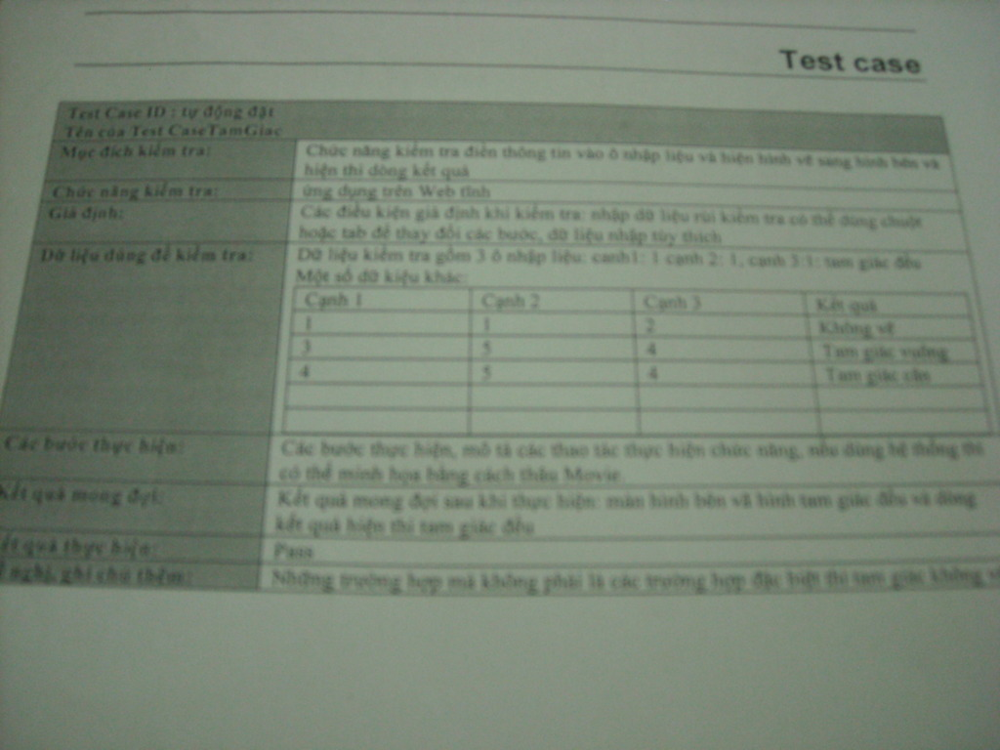 Test case
Test Case ID : tự động đặt
Tên của Test CaseTamGiac
Mục đích kiểm tra:
Chức năng kiểm tra điền thông tin vào ô nhập liệu và hiện hình vẽ sang hình bên và
hiện thi dòng kết quả
Chức năng kiểm tra:
ứng dụng trên Web tĩnh
Giả định:
Các điều kiện giả định khi kiểm tra: nhập dữ liệu rùi kiểm tra có thể dùng chuột
hoặc tab để thay đổi các bước, dữ liệu nhập tùy thích
Dữ liệu dùng để kiểm tra:
Dữ liệu kiểm tra gồm 3 ô nhập liệu: canh1: 1 cạnh 2: 1, cạnh 3:1: tam giác đều
Một số dữ kiệu khác:
Cạnh 1 Cạnh 2 Cạnh 3 Kết quả
1 1 2 Không vẽ
3 5 4 Tam giác vuông
4 5 4 Tam giác cân
Các bước thực hiện:
Các bước thực hiện, mô tả các thao tác thực hiện chức năng, nếu dùng hệ thống thì
có thể minh họa bằng cách thâu Movie.
Kết quả mong đợi:
Kết quả mong đợi sau khi thực hiện: màn hình bên vã hình tam giác đều và dòng
kết quả hiện thi tam giác đều
ết quả thực hiện:
Pass
nghị, ghi chú thêm:
Những trường hợp mà không phải là các trường hợp đặc biệt thì tam giác không